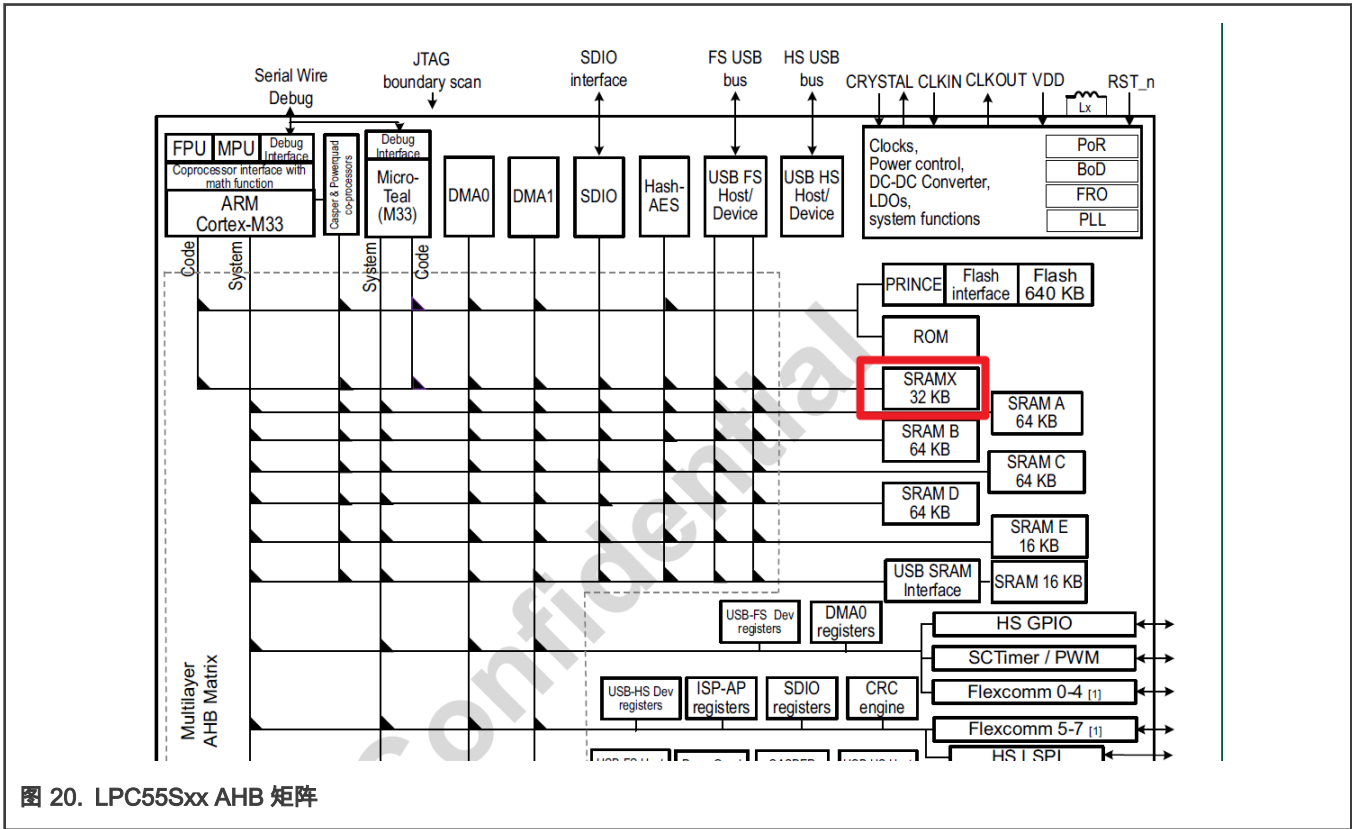 Serial Wire
Debug
JTAG
boundary scan
SDIO
interface
FS USB
bus
HS USB
bus
CRYSTAL CLKIN CLKOUT VDD
Lx
RST_n
FPU
MPU
Debug
Interface
Coprocessor interface with
math function
ARM
Cortex-M33
Casper & Powerquad
co-processors
Debug
Interface
Micro-
Teal
(M33)
DMA0
DMA1
SDIO
Hash-
AES
USB FS
Host/
Device
USB HS
Host/
Device
Clocks,
Power control,
DC-DC Converter,
LDOs,
system functions
PoR
BoD
FRO
PLL
Code
System
System
Code
PRINCE
Flash
interface
Flash
640 KB
ROM
SRAMX
32 KB
SRAM A
64 KB
SRAM B
64 KB
SRAM C
64 KB
SRAM D
64 KB
SRAM E
16 KB
USB SRAM
Interface
SRAM 16 KB
USB-FS Dev
registers
DMA0
registers
HS GPIO
SCTimer / PWM
Flexcomm 0-4 [1]
USB-HS Dev
registers
ISP-AP
registers
SDIO
registers
CRC
engine
Flexcomm 5-7 [1]
HS LSPI
Multilayer
AHB Matrix
Confidential
图 20. LPC55Sxx AHB 矩阵